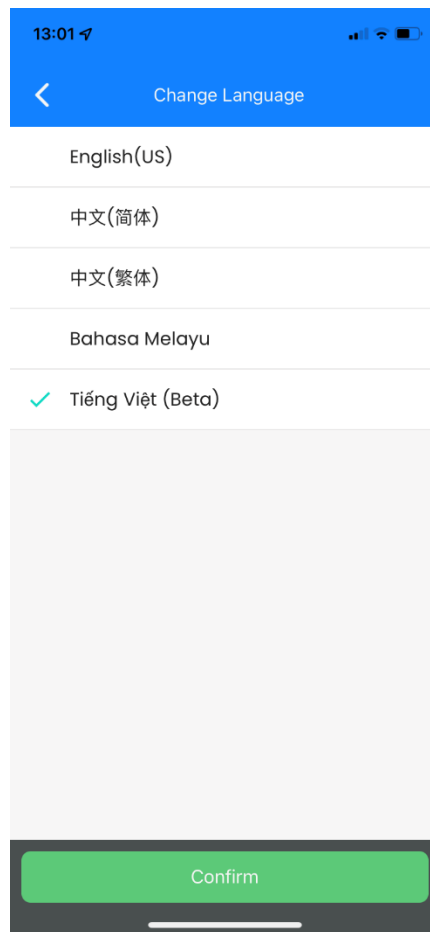 13:01
Change Language
English(US)
中文(简体)
中文(繁体)
Bahasa Melayu
Tiếng Việt (Beta)
Confirm